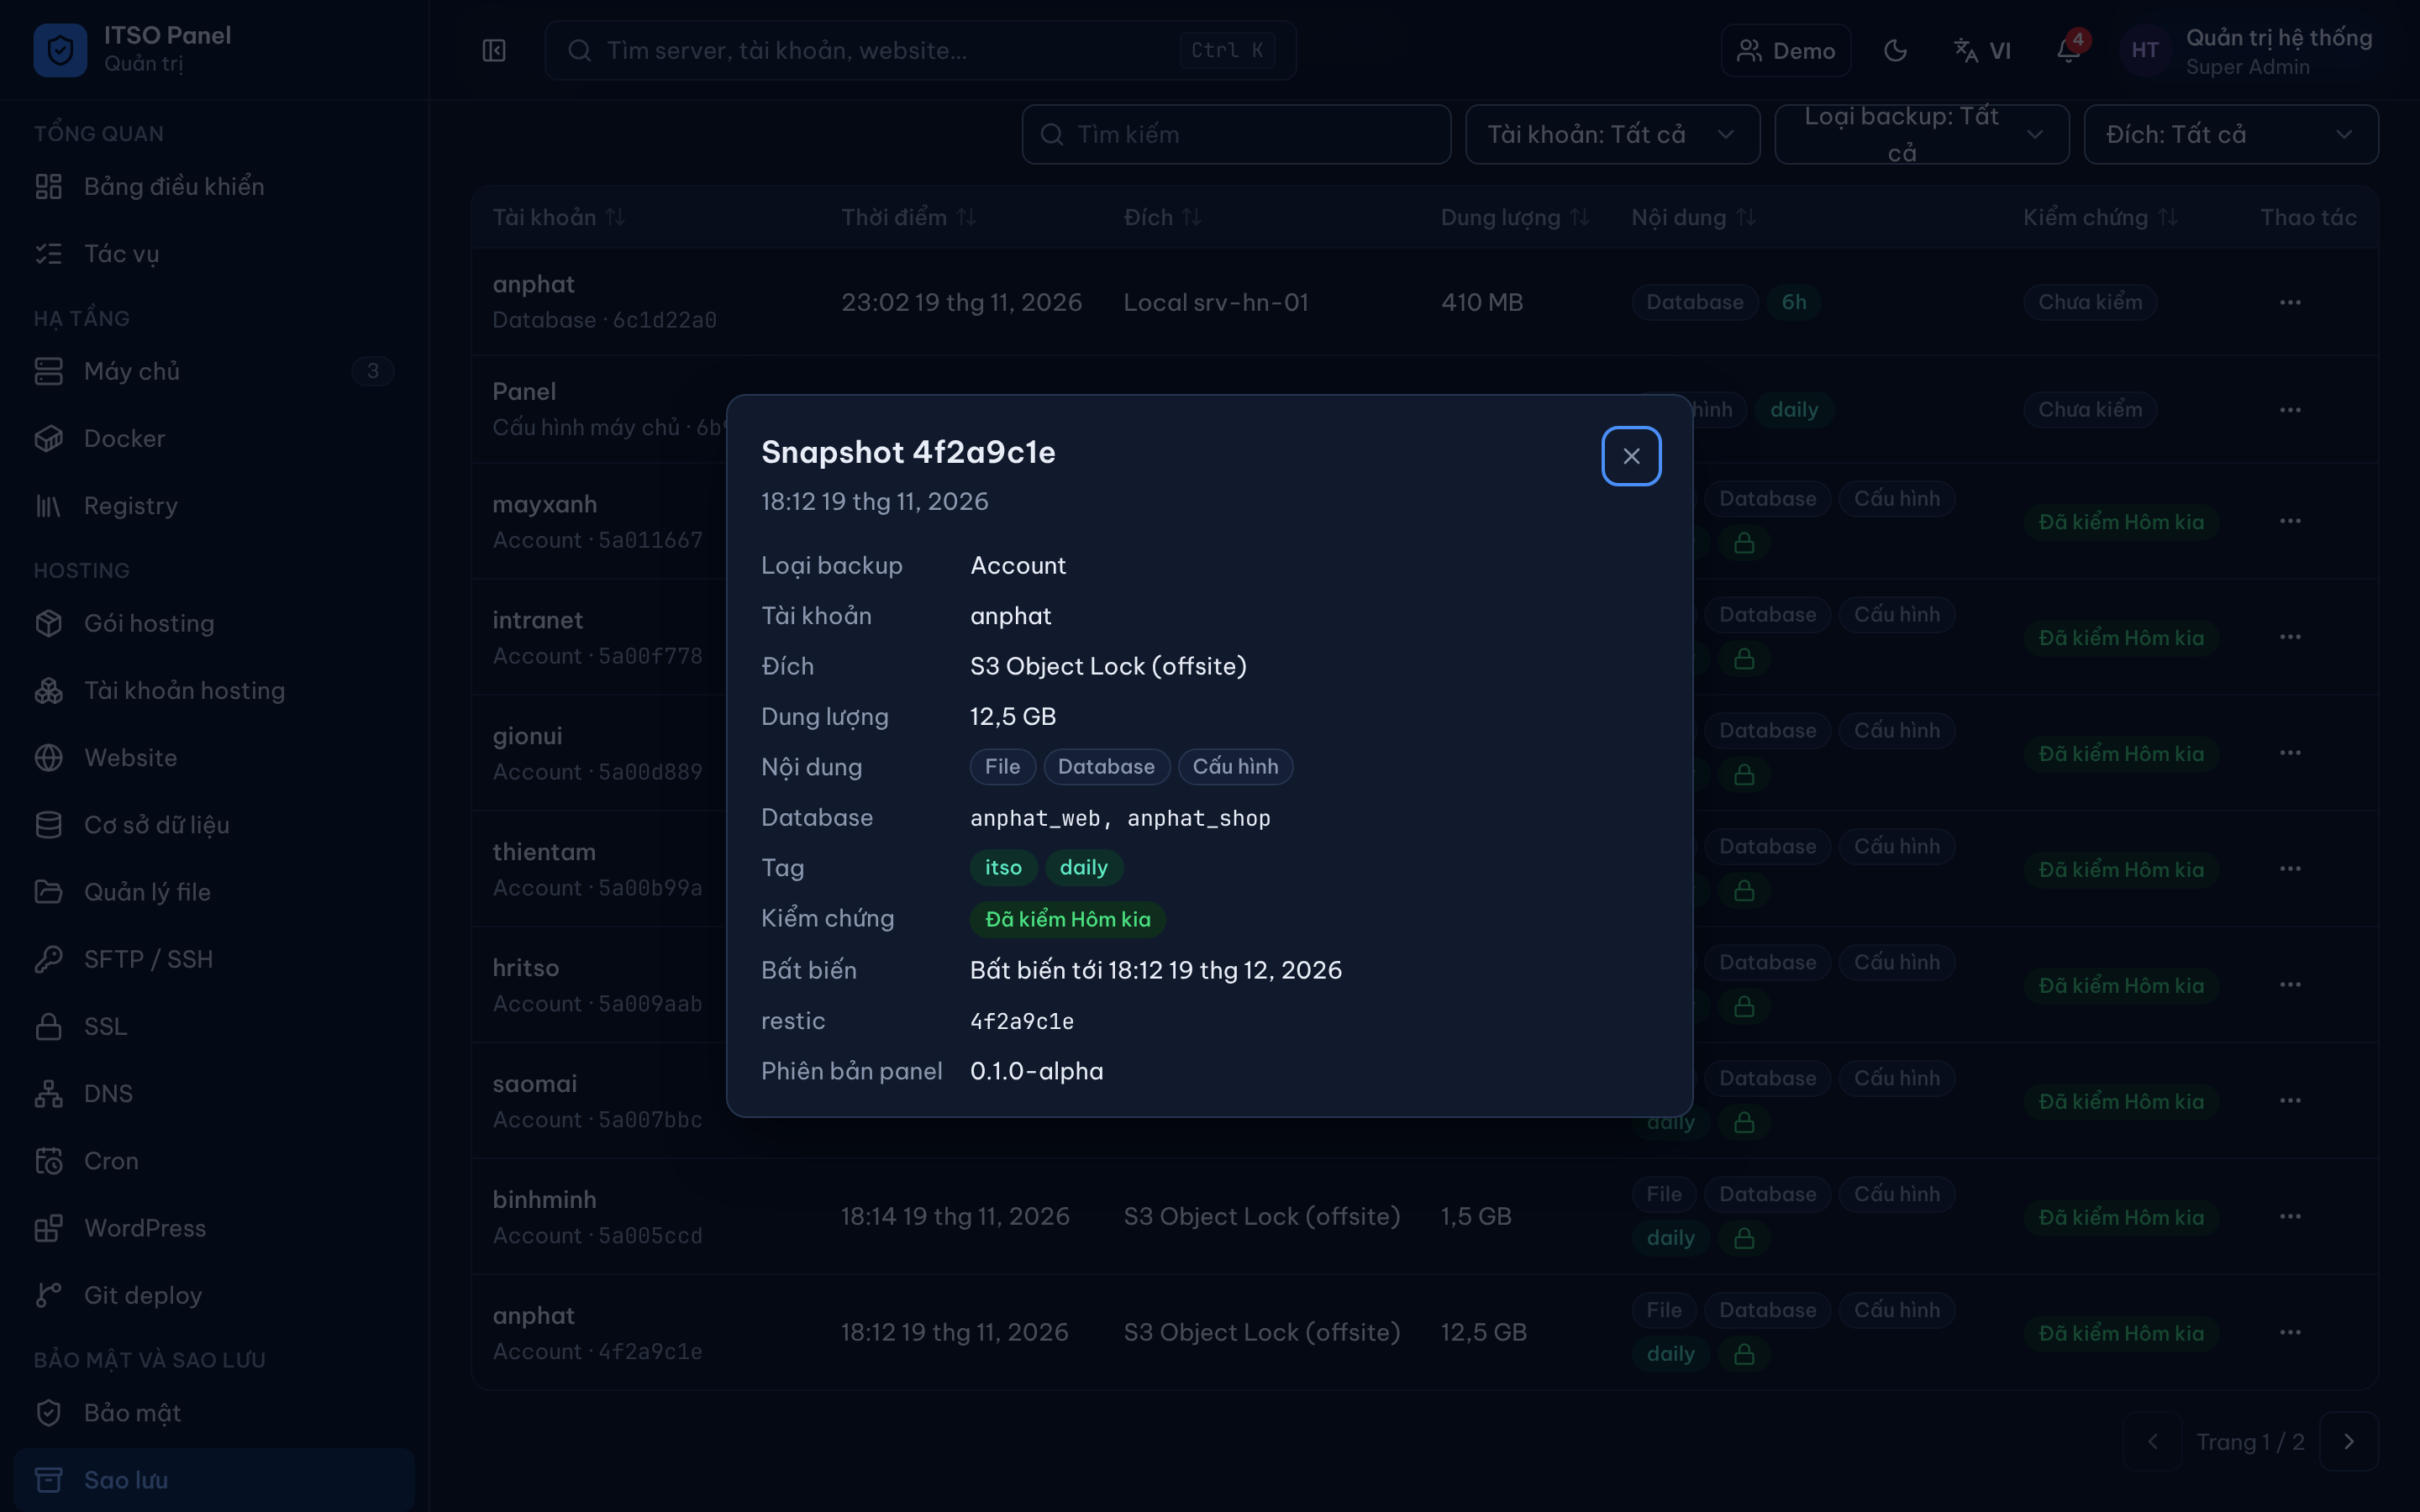 ITSO Panel
Quản trị
Tìm server, tài khoản, website...
Ctrl K
Demo
VI
4
HT
Quản trị hệ thống
Super Admin
TỔNG QUAN
Bảng điều khiển
Tác vụ
HẠ TẦNG
Máy chủ
3
Docker
Registry
HOSTING
Gói hosting
Tài khoản hosting
Website
Cơ sở dữ liệu
Quản lý file
SFTP / SSH
SSL
DNS
Cron
WordPress
Git deploy
BẢO MẬT VÀ SAO LƯU
Bảo mật
Sao lưu
Tìm kiếm
Tài khoản: Tất cả
Loại backup: Tất cả
Đích: Tất cả
Tài khoản Thời điểm Đích Dung lượng Nội dung Kiểm chứng Thao tác
anphat
Database · 6c1d22a0
23:02 19 thg 11, 2026
Local srv-hn-01
410 MB
Database 6h
Chưa kiểm
Panel
Cấu hình máy chủ
hình daily
Chưa kiểm
mayxanh
Account · 5a011667
Database Cấu hình
Đã kiểm Hôm kia
intranet
Account · 5a00f778
Database Cấu hình
Đã kiểm Hôm kia
gionui
Account · 5a00d889
Database Cấu hình
Đã kiểm Hôm kia
thientam
Account · 5a00b99a
Database Cấu hình
Đã kiểm Hôm kia
hritso
Account · 5a009aab
Database Cấu hình
Đã kiểm Hôm kia
saomai
Account · 5a007bbc
Database Cấu hình
daily
Đã kiểm Hôm kia
binhminh
Account · 5a005ccd
18:14 19 thg 11, 2026
S3 Object Lock (offsite)
1,5 GB
File Database Cấu hình
daily
Đã kiểm Hôm kia
anphat
Account · 4f2a9c1e
18:12 19 thg 11, 2026
S3 Object Lock (offsite)
12,5 GB
File Database Cấu hình
daily
Đã kiểm Hôm kia
Trang 1 / 2
Snapshot 4f2a9c1e
18:12 19 thg 11, 2026
Loại backup Account
Tài khoản anphat
Đích S3 Object Lock (offsite)
Dung lượng 12,5 GB
Nội dung File Database Cấu hình
Database anphat_web, anphat_shop
Tag itso daily
Kiểm chứng Đã kiểm Hôm kia
Bất biến Bất biến tới 18:12 19 thg 12, 2026
restic 4f2a9c1e
Phiên bản panel 0.1.0-alpha